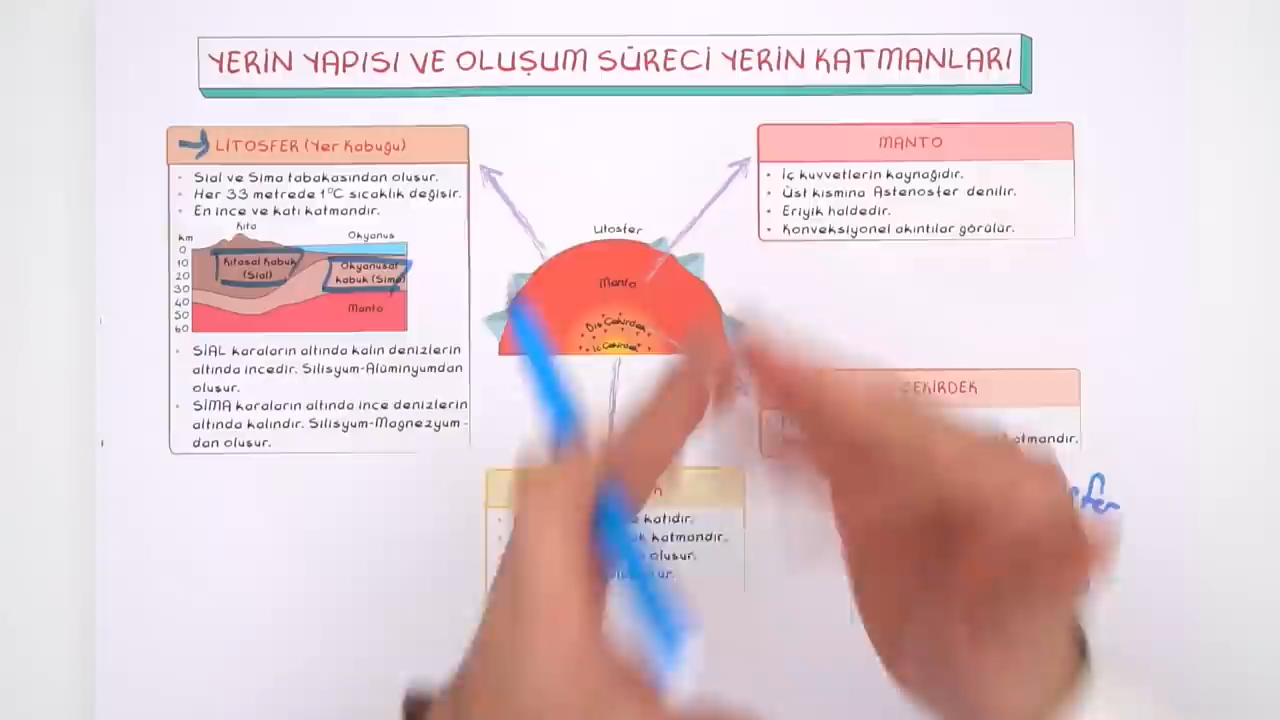 YERİN YAPISI VE OLUŞUM SÜRECİ YERİN KATMANLARI
LİTOSFER (Yer Kabuğu)
• Sial ve Sima tabakasından oluşur.
• Her 33 metrede 1°C sıcaklık değişir.
• En ince ve katı katmandır.
Kıta
km
Okyanus
0
10
20
30
40
50
60
Kıtasal Kabuk
(Sial)
Okyanusal
kabuk (Sima)
Manto
• SİAL karaların altında kalın denizlerin
altında incedir. Silisyum-Alüminyumdan
oluşur.
• SİMA karaların altında ince denizlerin
altında kalındır. Silisyum-Magnezyum-
dan oluşur.
Litosfer
Manto
Dış Çekirdek
İç Çekirdek
MANTO
• İç kuvvetlerin kaynağıdır.
• Üst kısmına Astenosfer denilir.
• Eriyik haldedir.
• Konveksiyonel akıntılar görülür.
ÇEKİRDEK
katmandır.
katıdır.
katmandır.
oluşur.